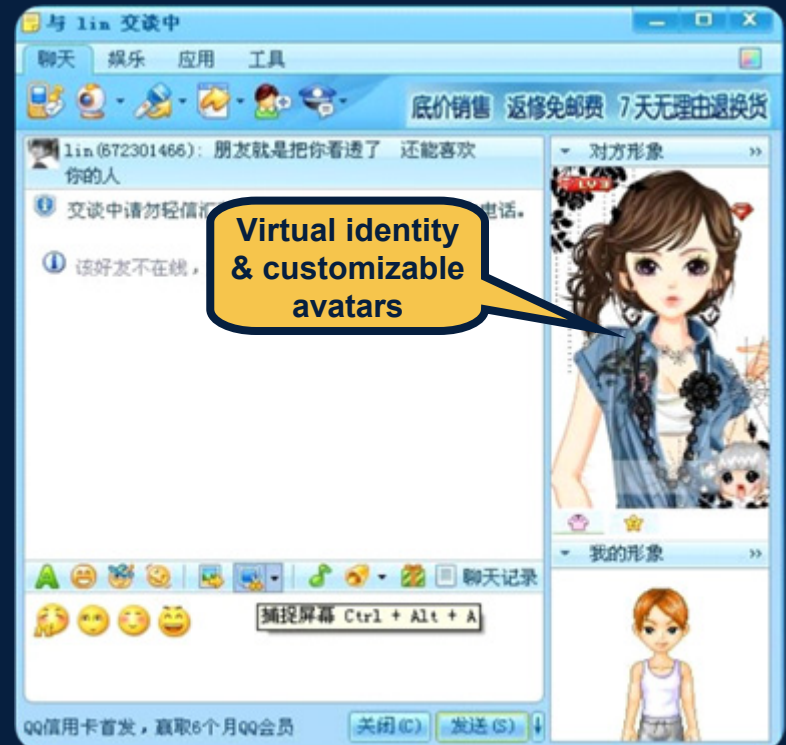 与 lin 交谈中
聊天 娱乐 应用 工具
底价销售 返修免邮费 7天无理由退换货
lin(672301466): 朋友就是把你看透了 还能喜欢
你的人
对方形象
LV3
交谈中请勿轻信汇 电话。
该好友不在线,
Virtual identity
& customizable
avatars
我的形象
聊天记录
捕捉屏幕 Ctrl + Alt + A
QQ信用卡首发,赢取6个月QQ会员 关闭(C) 发送(S)